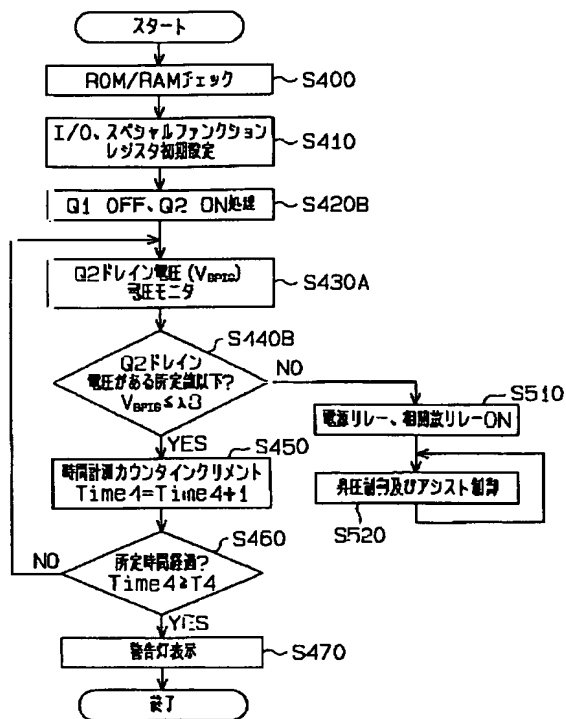 スタート
ROM/RAMチェック
S400
I/O、スペシャルファンクション
レジスタ初期設定
S410
Q1 OFF、Q2 ON処理
S420B
Q2ドレイン電圧(VBPIG)
電圧モニタ
S430A
S440B
Q2ドレイン
電圧がある所定値以下?
VBPIG≦λ3
NO
S510
電源リレー、相開放リレーON
YES
S450
時間計測カウンタインクリメント
Time4=Time4+1
昇圧制御及びアシスト制御
S520
S460
NO
所定時間経過?
Time4≧T4
YES
警告灯表示
S470
終了